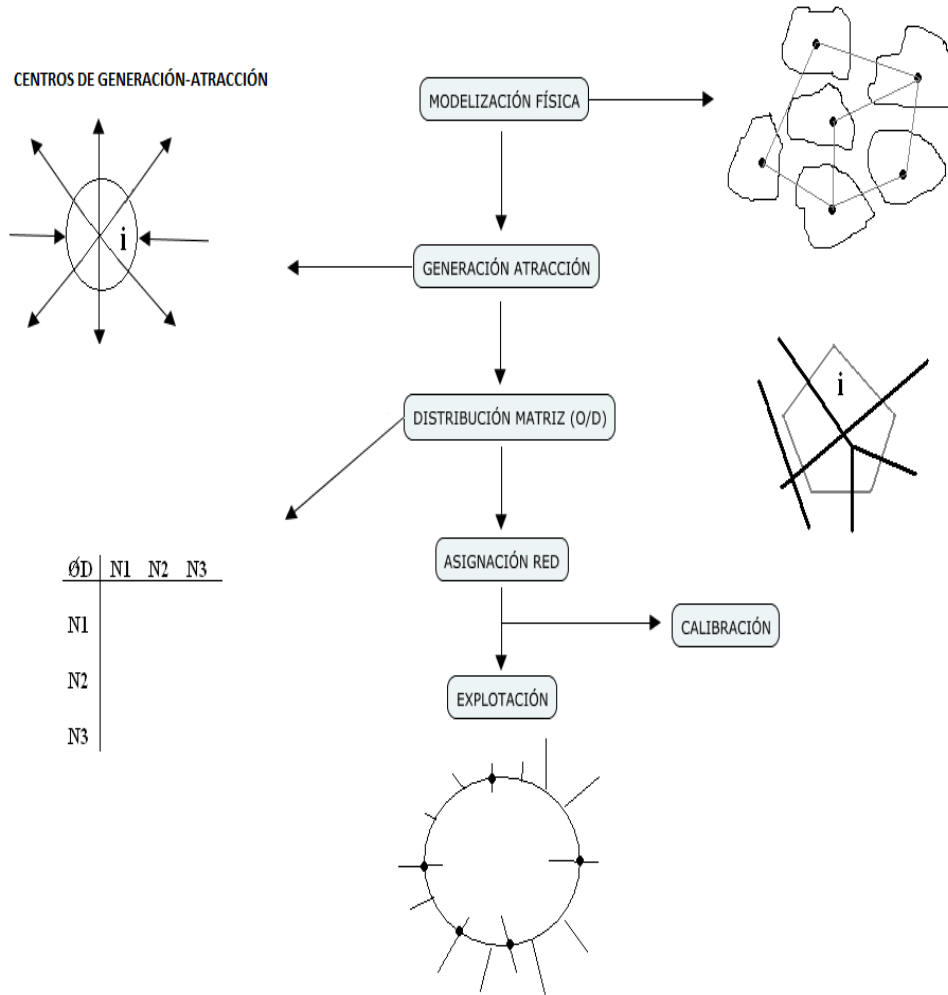 CENTROS DE GENERACIÓN-ATRACCIÓN
MODELIZACIÓN FÍSICA
i
GENERACIÓN ATRACCIÓN
i
DISTRIBUCIÓN MATRIZ (O/D)
O/D N1 N2 N3
N1
N2
N3
ASIGNACIÓN RED
CALIBRACIÓN
EXPLOTACIÓN